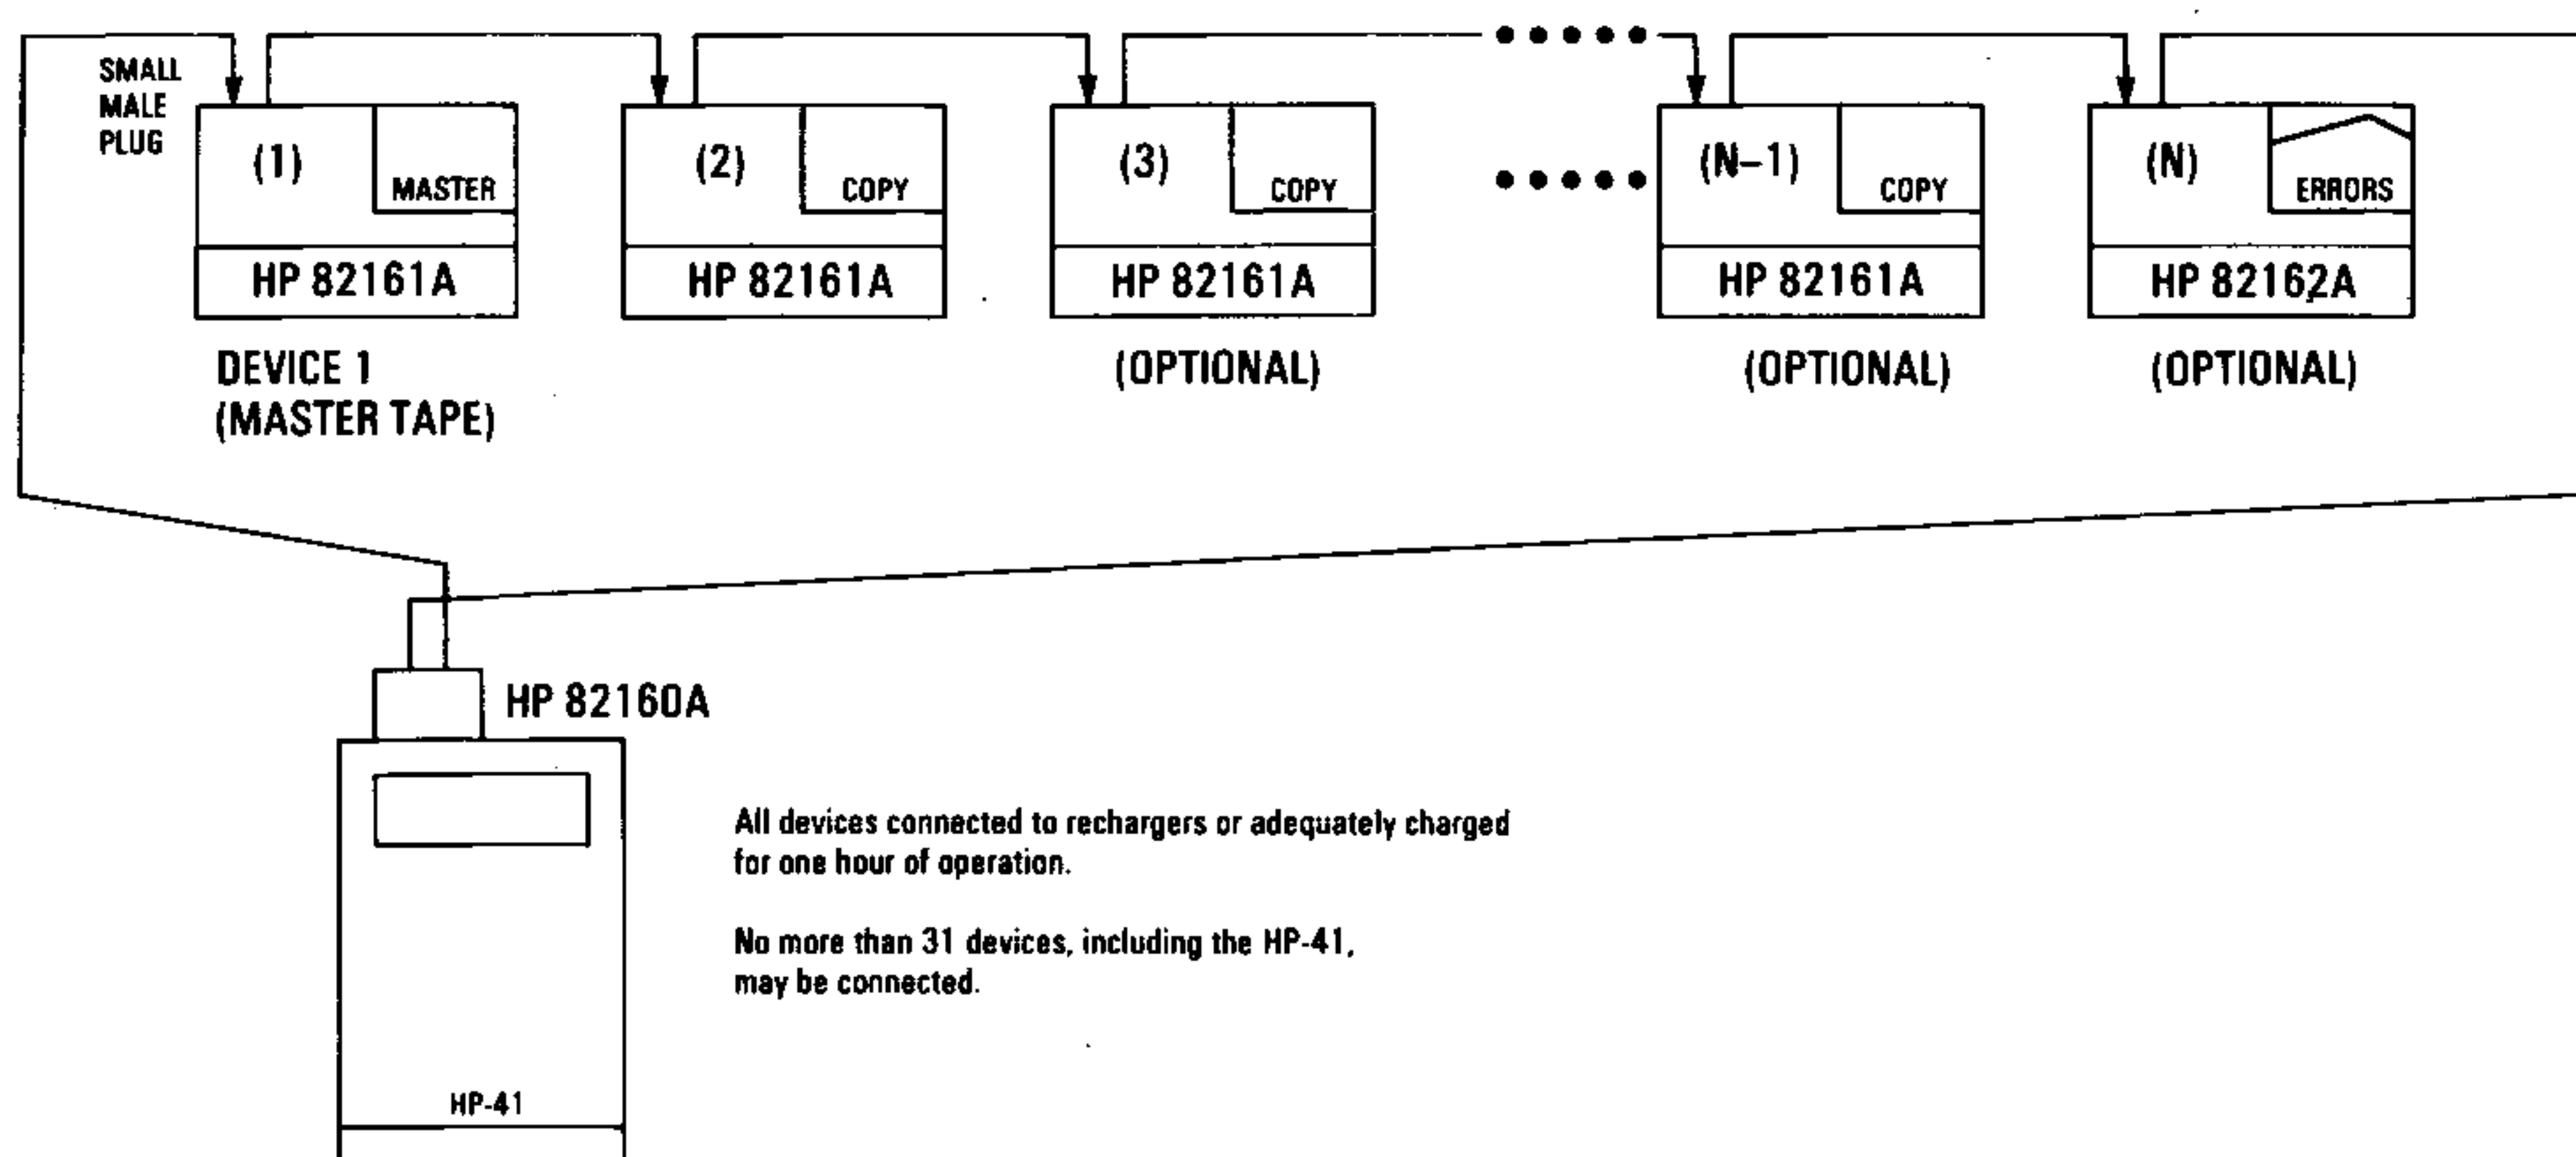 SMALL
MALE
PLUG
(1)
MASTER
HP 82161A
DEVICE 1
(MASTER TAPE)
(2)
COPY
HP 82161A
(3)
COPY
HP 82161A
(OPTIONAL)
(N–1)
COPY
HP 82161A
(OPTIONAL)
(N)
ERRORS
HP 82162A
(OPTIONAL)
HP 82160A
HP-41
All devices connected to rechargers or adequately charged
for one hour of operation.
No more than 31 devices, including the HP-41,
may be connected.